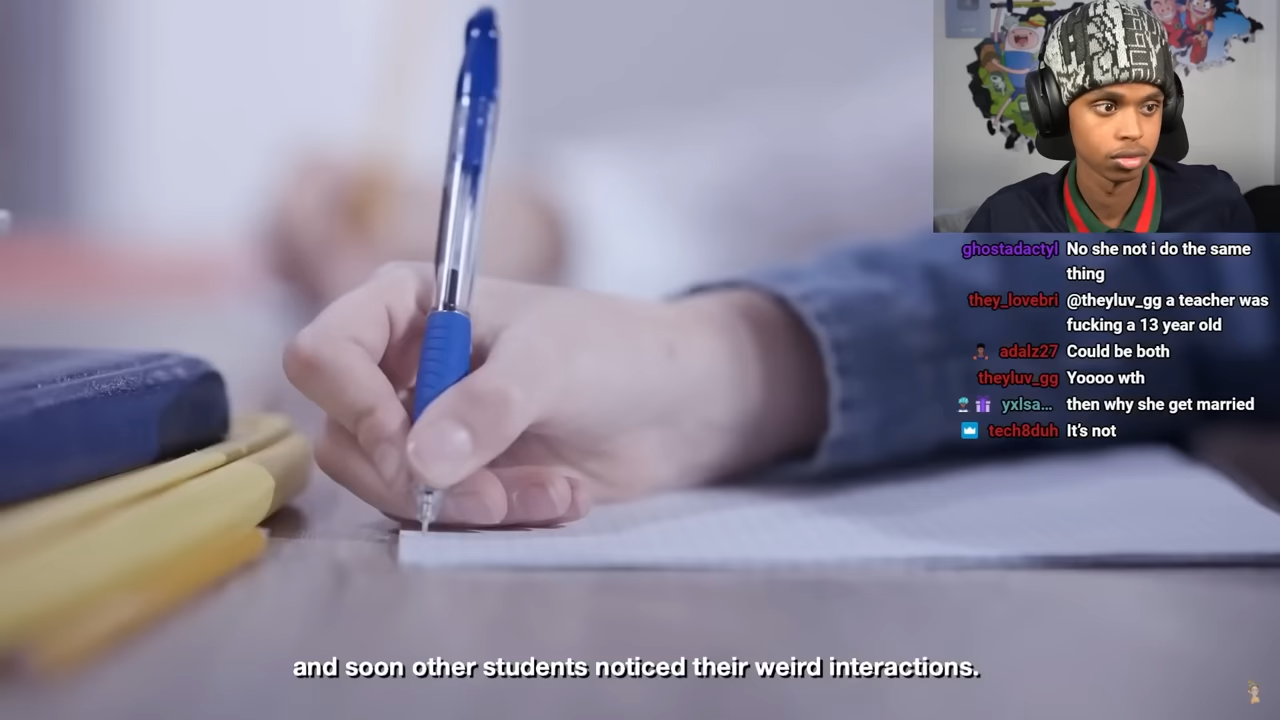 ghostadactyl No she not i do the same
thing
they_lovebri @theyluv_gg a teacher was
fucking a 13 year old
adalz27 Could be both
theyluv_gg Yoooo wth
yxlsa... then why she get married
tech8duh It's not
and soon other students noticed their weird interactions.